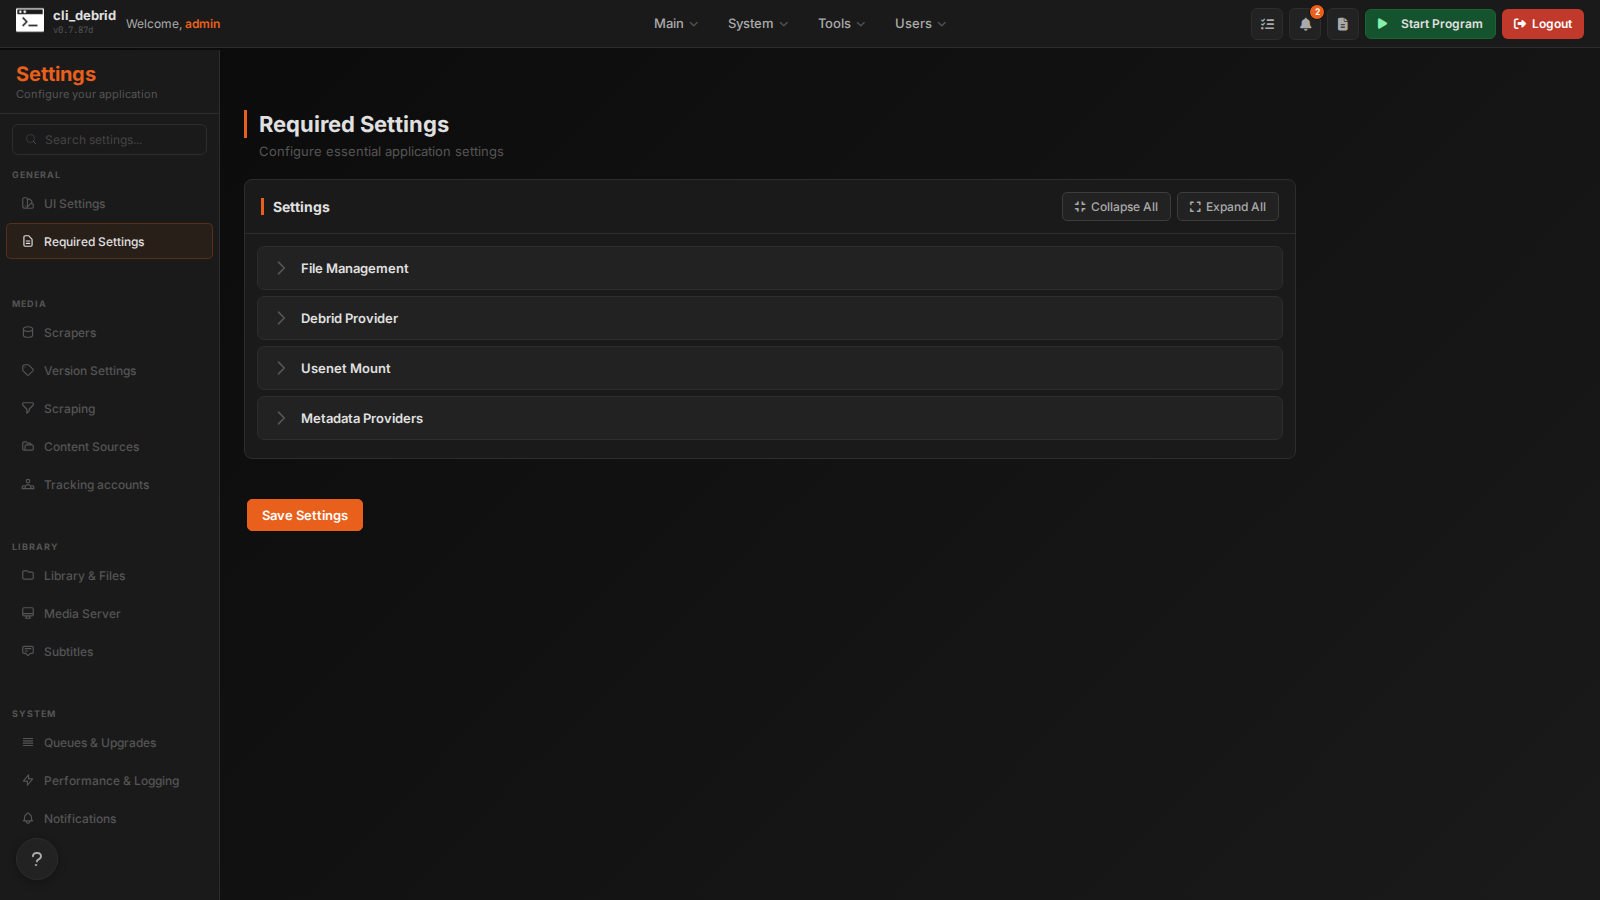 cli_debrid
v0.7.87d
Welcome, admin
Main
System
Tools
Users
2
Start Program
Logout
Settings
Configure your application
Search settings...
GENERAL
UI Settings
Required Settings
MEDIA
Scrapers
Version Settings
Scraping
Content Sources
Tracking accounts
LIBRARY
Library & Files
Media Server
Subtitles
SYSTEM
Queues & Upgrades
Performance & Logging
Notifications
?
Required Settings
Configure essential application settings
Settings
Collapse All
Expand All
File Management
Debrid Provider
Usenet Mount
Metadata Providers
Save Settings